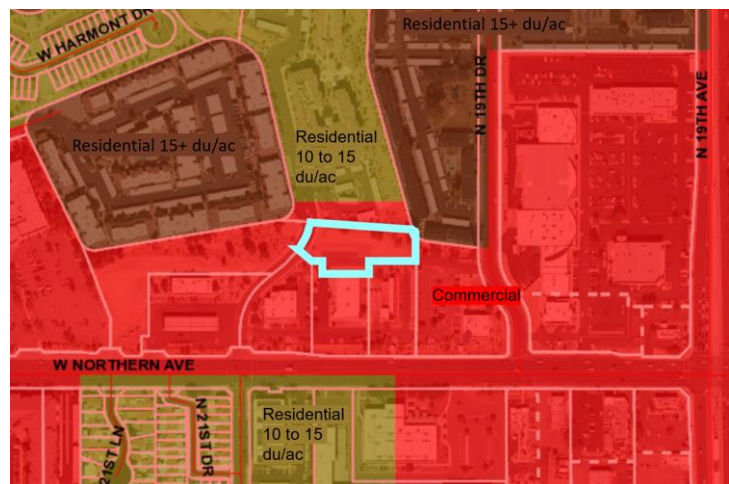 W HARMONT DR
Residential 15+ du/ac
N 19TH DR
N 19TH AVE
Residential 15+ du/ac
Residential
10 to 15
du/ac
Commercial
W NORTHERN AVE
21ST LN
N 21ST DR
Residential
10 to 15
du/ac